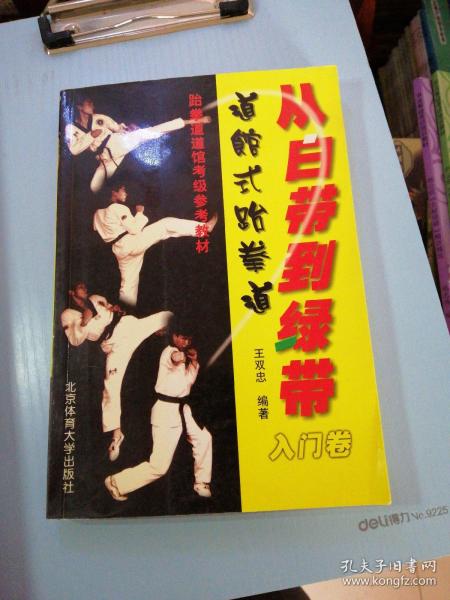 从白带到绿带
道馆式跆拳道
跆拳道道馆考级参考教材
王双忠 编著
入门卷
北京体育大学出版社
deli得力 No.9225
孔夫子旧书网
www.kongfz.com